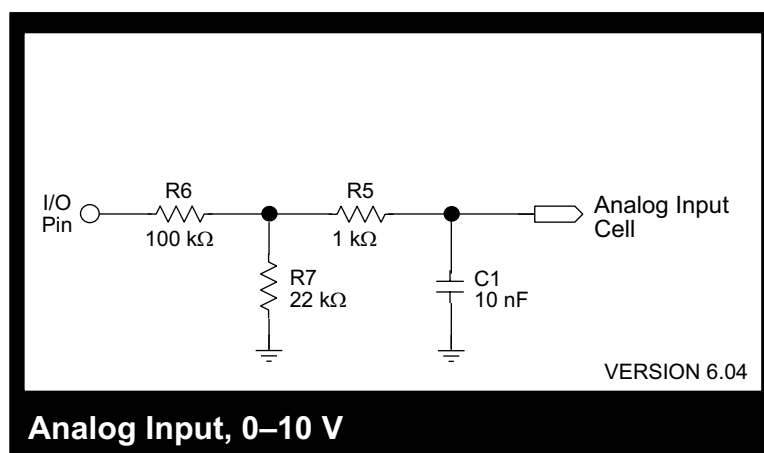 R6
R5
I/O
Pin
100 kΩ
1 kΩ
Analog Input
Cell
R7
22 kΩ
C1
10 nF
VERSION 6.04
Analog Input, 0–10 V